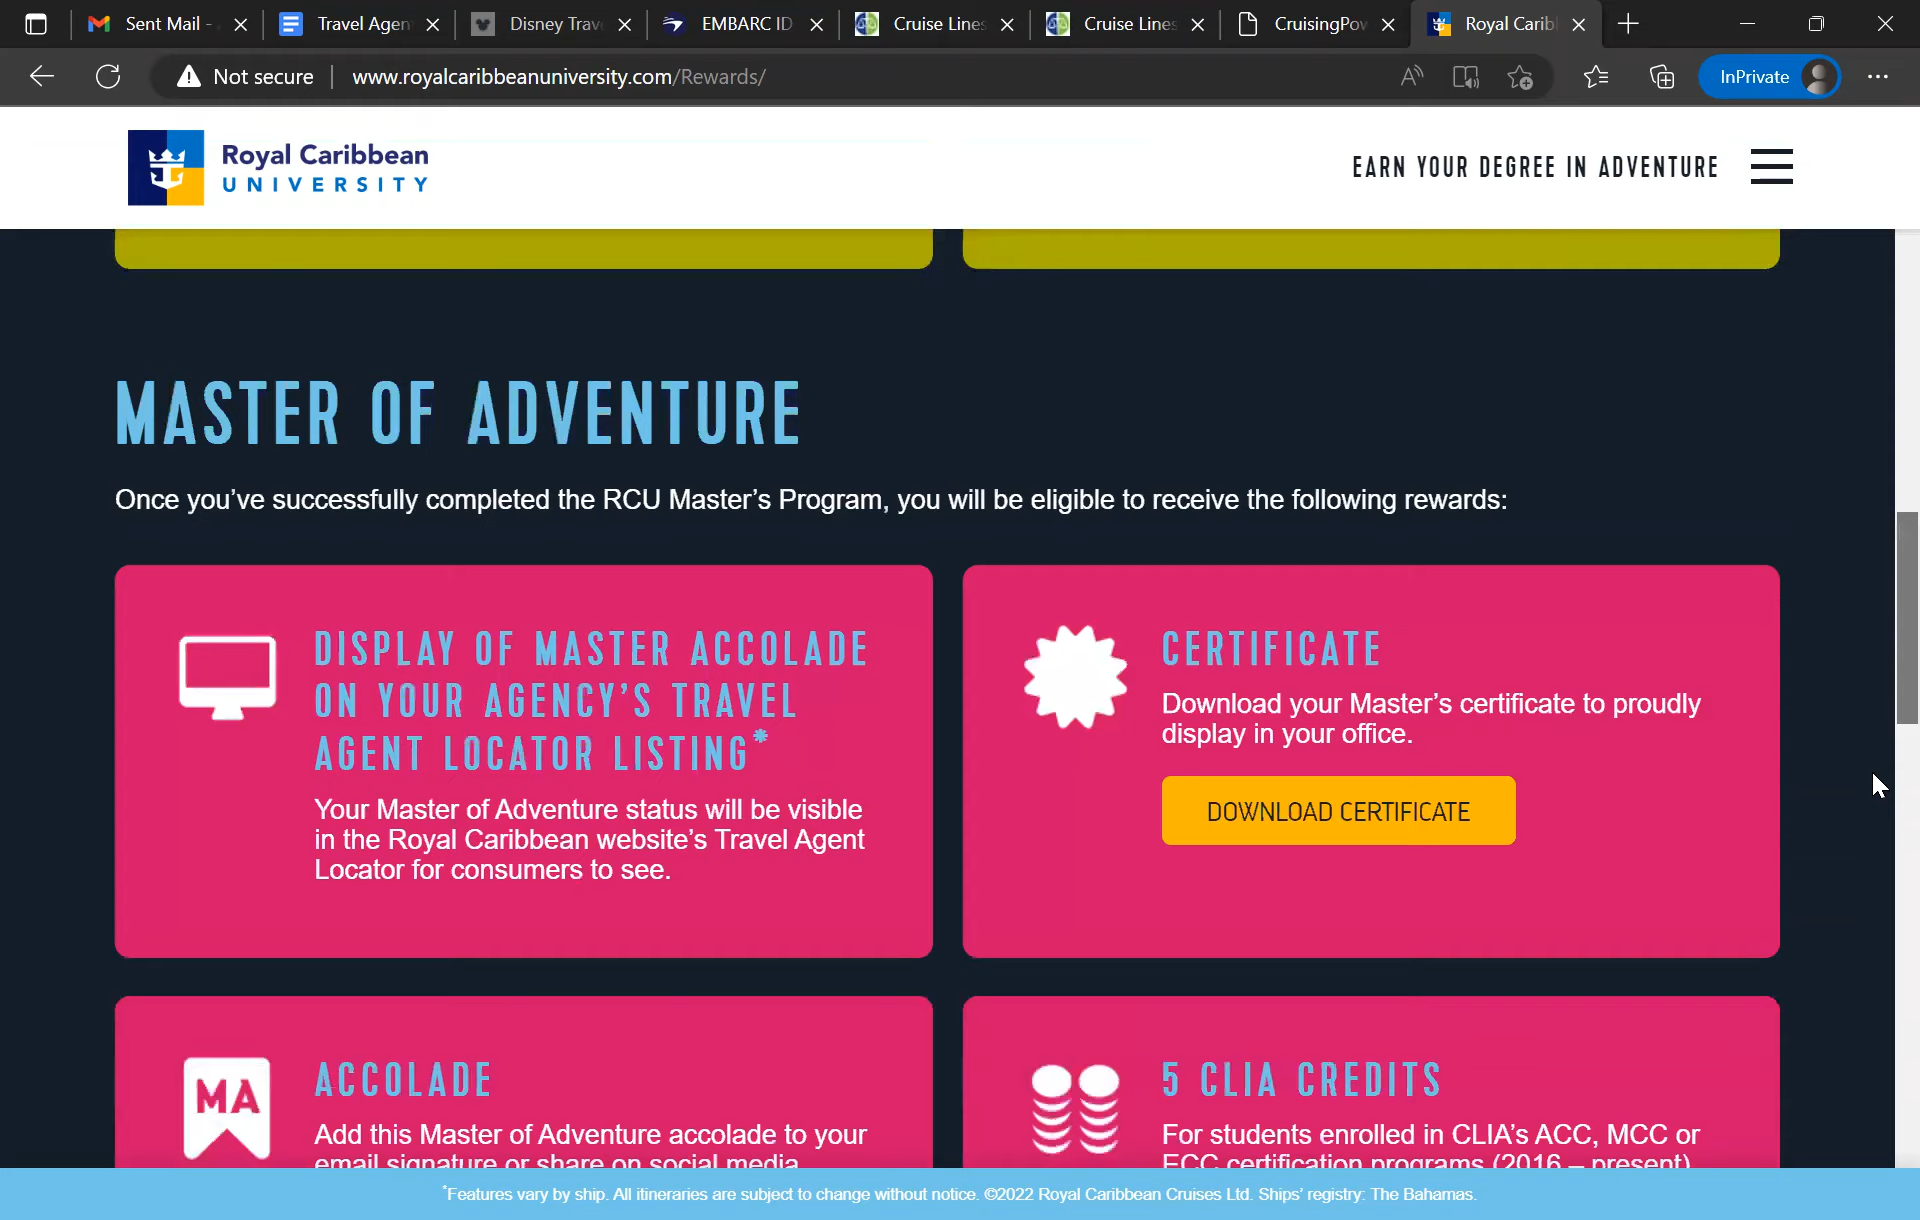 Sent Mail -
Travel Agen
Disney Trav
EMBARC ID
Cruise Lines
Cruise Lines
CruisingPow
Royal Carib
Not secure
www.royalcaribbeanuniversity.com/Rewards/
InPrivate
Royal Caribbean
UNIVERSITY
EARN YOUR DEGREE IN ADVENTURE
MASTER OF ADVENTURE
Once you've successfully completed the RCU Master's Program, you will be eligible to receive the following rewards:
DISPLAY OF MASTER ACCOLADE
ON YOUR AGENCY'S TRAVEL
AGENT LOCATOR LISTING*
Your Master of Adventure status will be visible
in the Royal Caribbean website's Travel Agent
Locator for consumers to see.
CERTIFICATE
Download your Master's certificate to proudly
display in your office.
DOWNLOAD CERTIFICATE
MA
ACCOLADE
Add this Master of Adventure accolade to your
email signature or share on social media
5 CLIA CREDITS
For students enrolled in CLIA's ACC, MCC or
ECC certification programs (2016 – present)
*Features vary by ship. All itineraries are subject to change without notice. ©2022 Royal Caribbean Cruises Ltd. Ships' registry: The Bahamas.